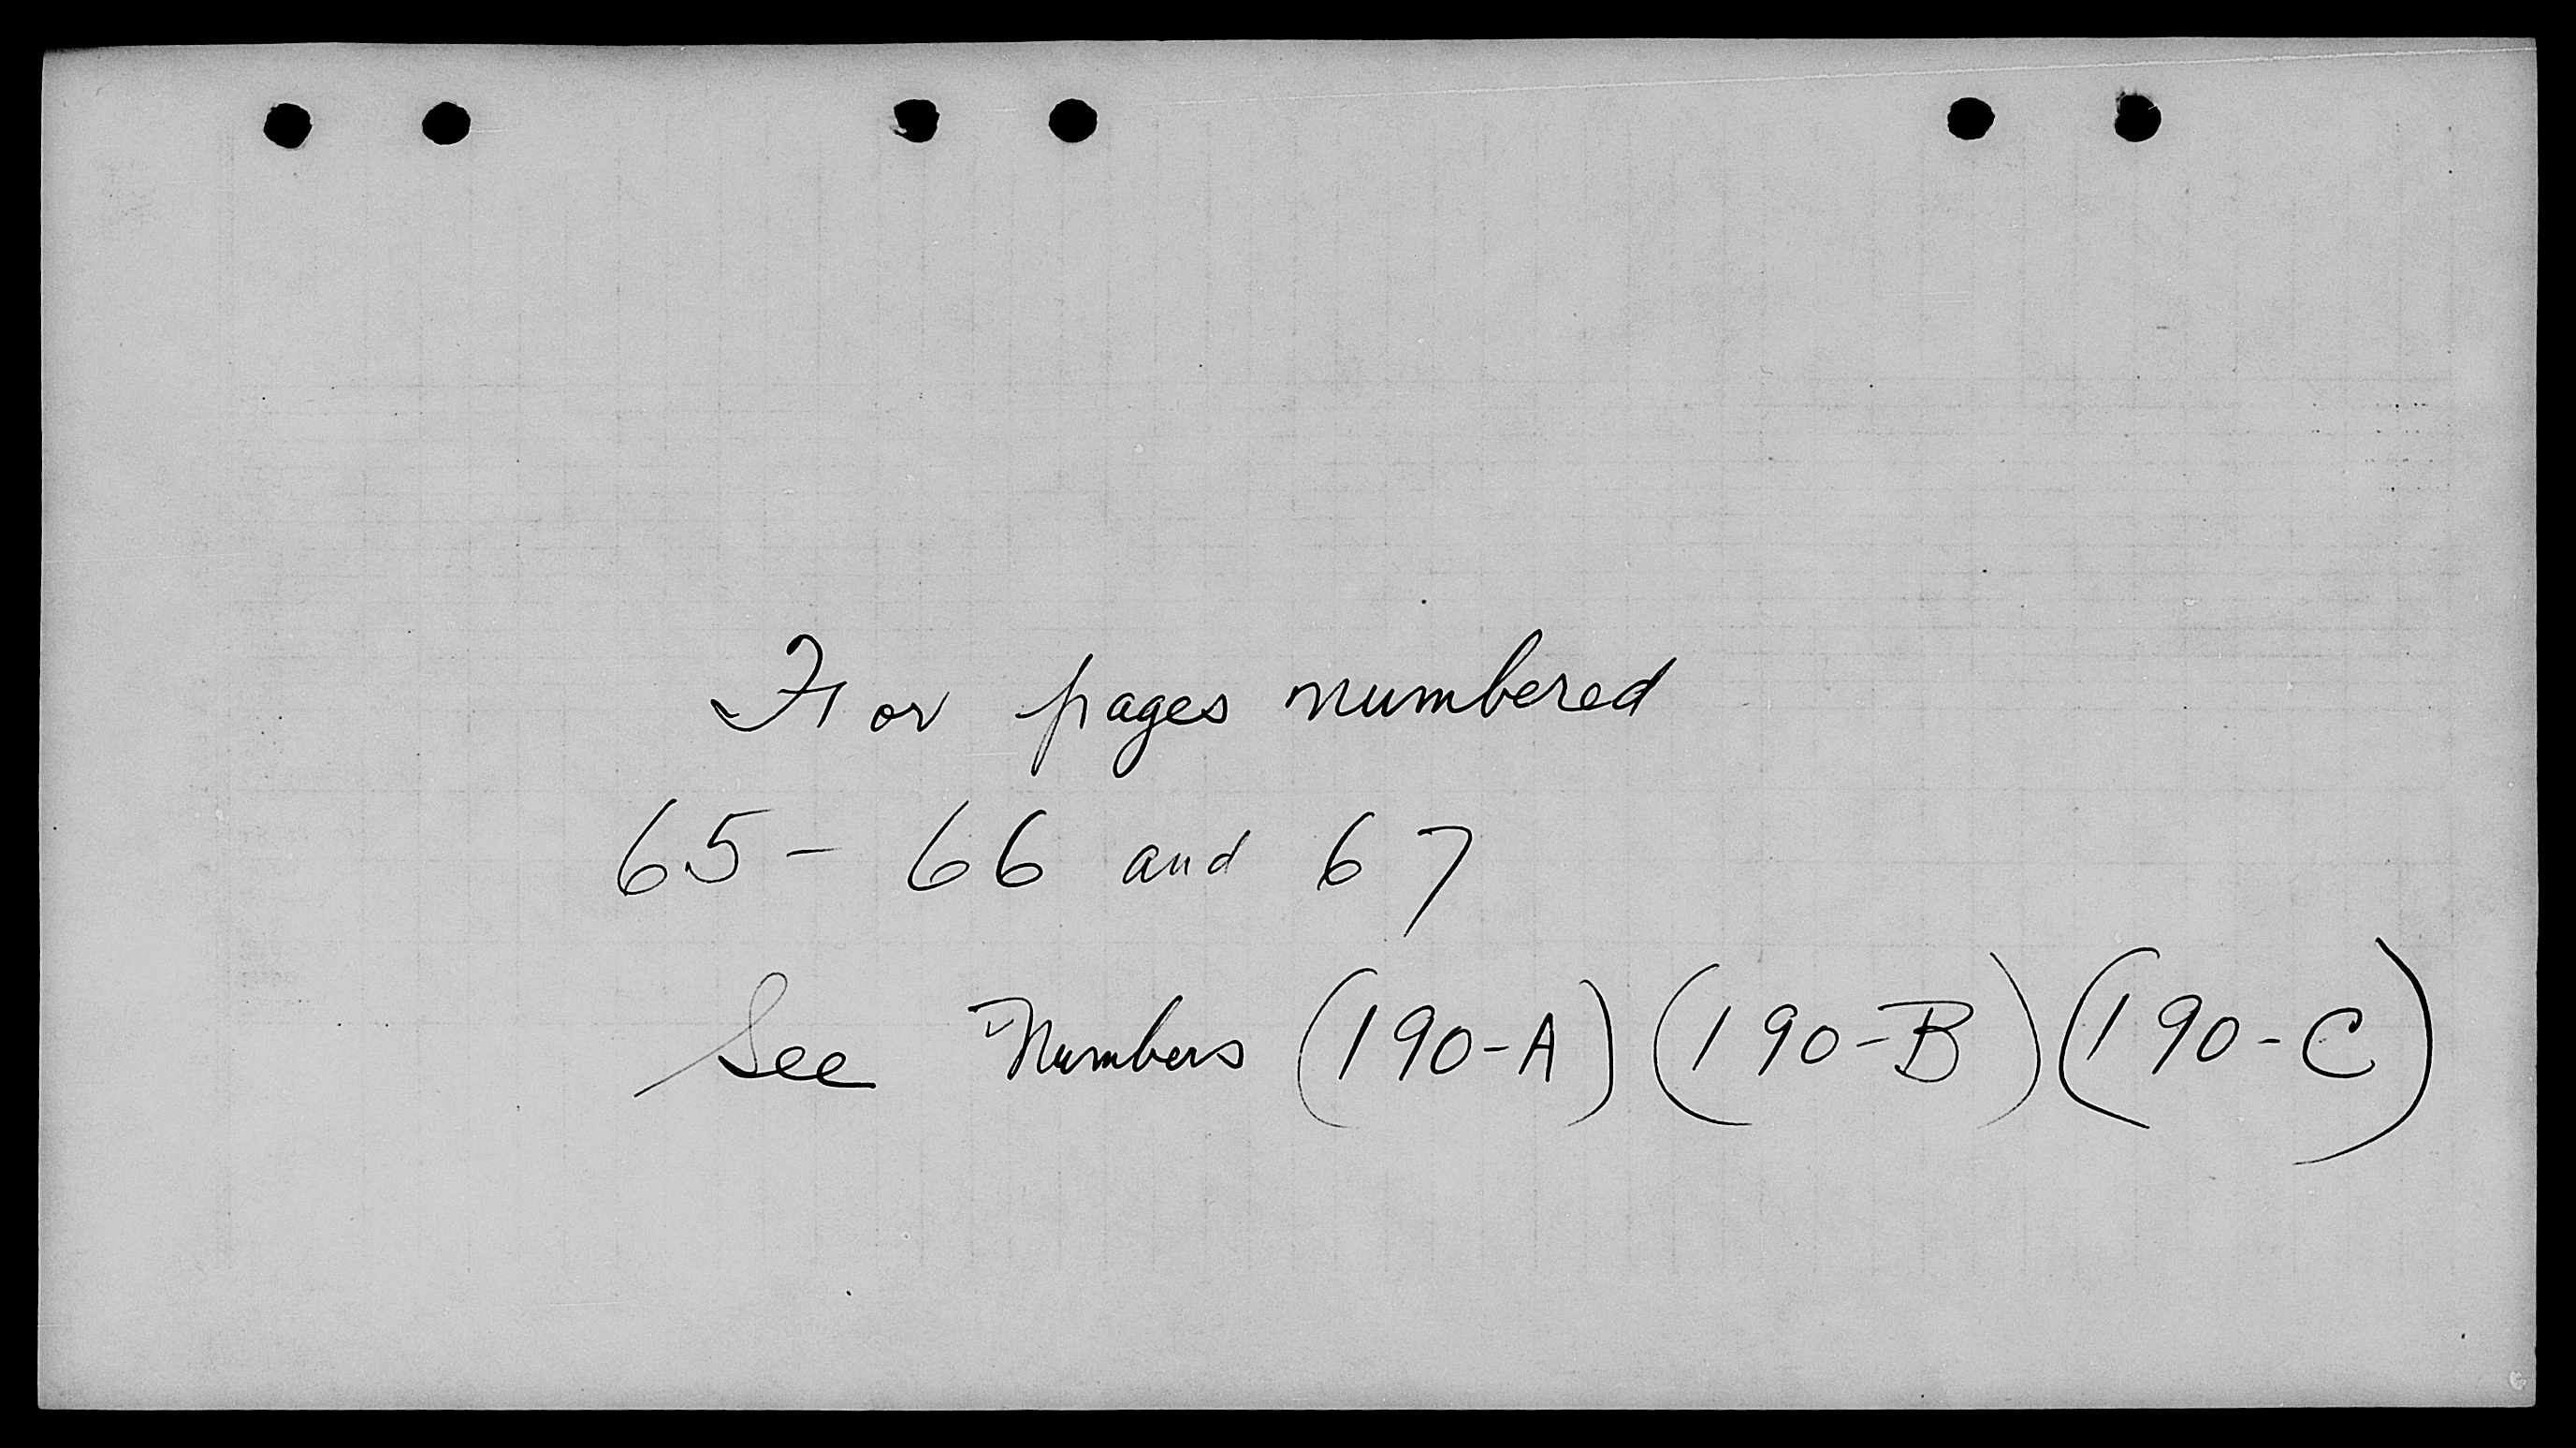 For pages numbered
65 - 66 and 67
See Numbers (190-A) (190-B) (190-C)